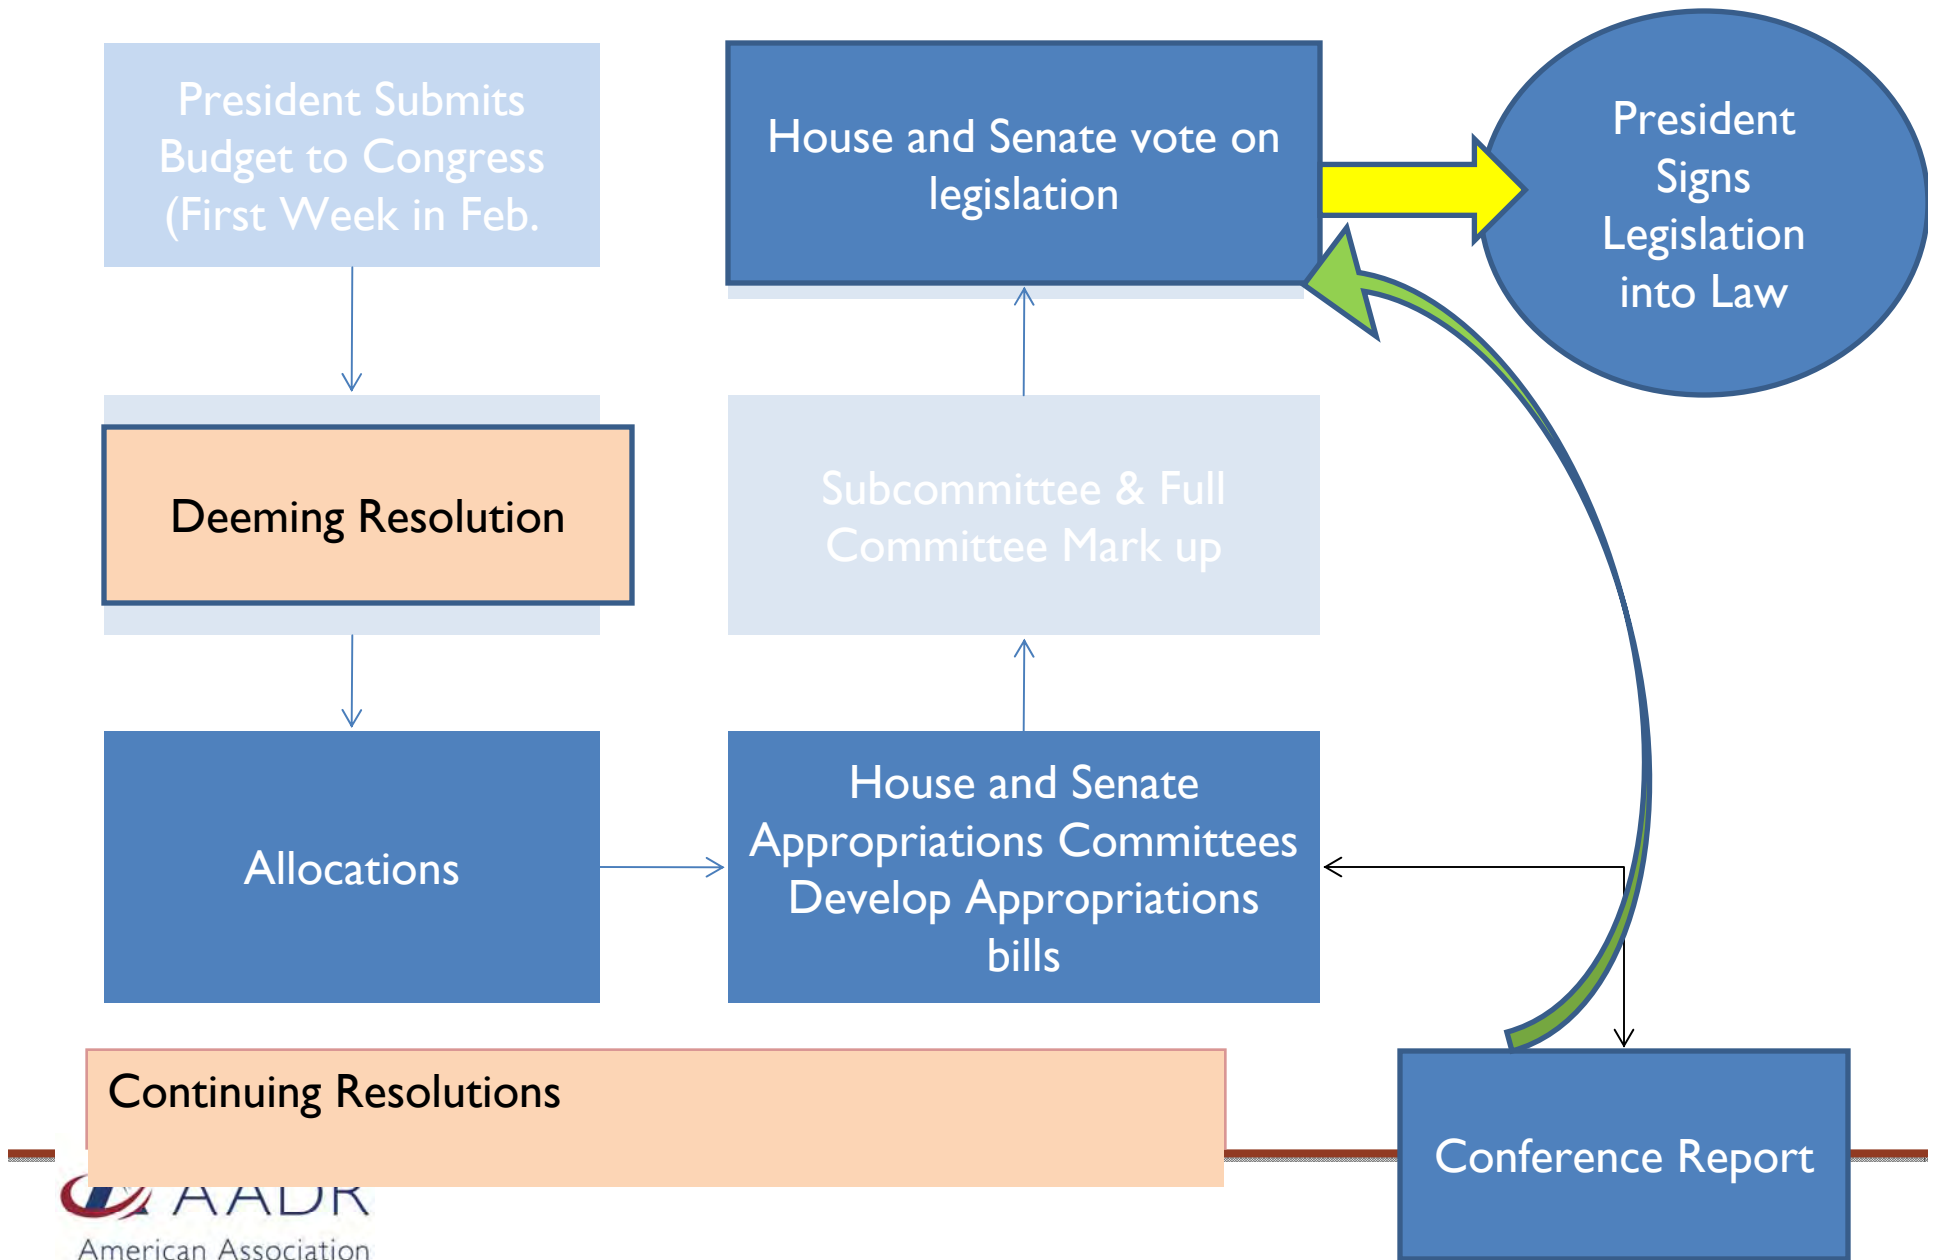 President Submits
Budget to Congress
(First Week in Feb.
Deeming Resolution
Allocations
House and Senate vote on
legislation
Subcommittee & Full
Committee Mark up
House and Senate
Appropriations Committees
Develop Appropriations
bills
President
Signs
Legislation
into Law
Continuing Resolutions
Conference Report
AADR
American Association